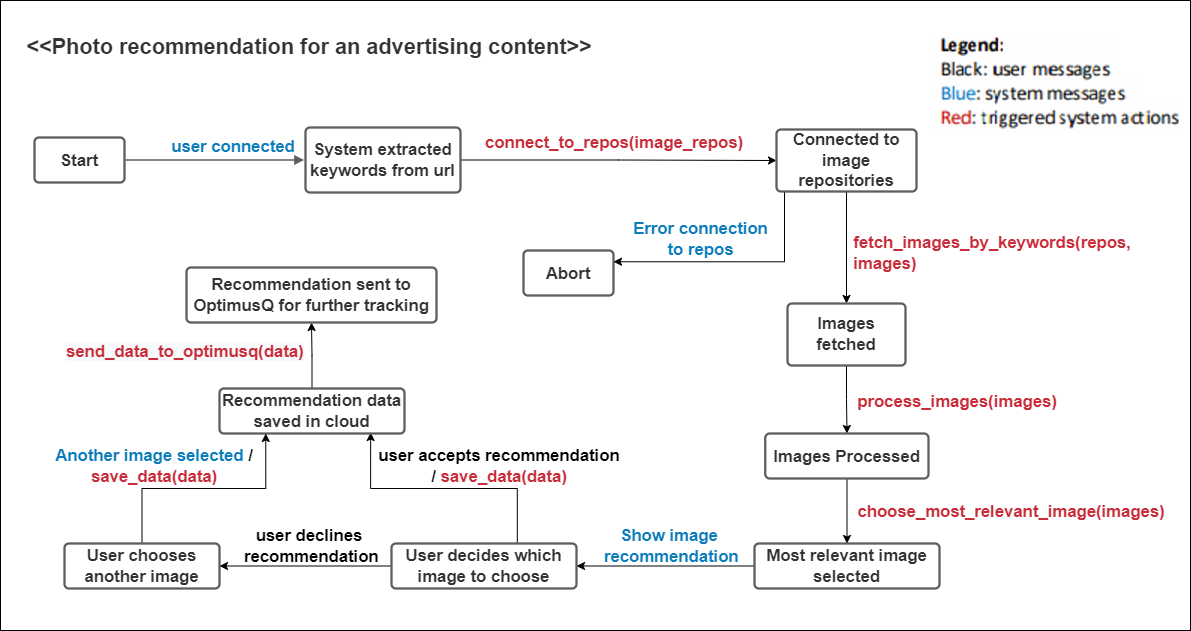 <<Photo recommendation for an advertising content>>
Legend:
Black: user messages
Blue: system messages
Red: triggered system actions
Start
user connected
System extracted
keywords from url
connect_to_repos(image_repos)
Connected to
image
repositories
Error connection
to repos
Abort
fetch_images_by_keywords(repos,
images)
Images
fetched
process_images(images)
Images Processed
choose_most_relevant_image(images)
Most relevant image
selected
Show image
recommendation
User decides which
image to choose
user declines
recommendation
User chooses
another image
user accepts recommendation
/ save_data(data)
Another image selected /
save_data(data)
Recommendation data
saved in cloud
send_data_to_optimusq(data)
Recommendation sent to
OptimusQ for further tracking